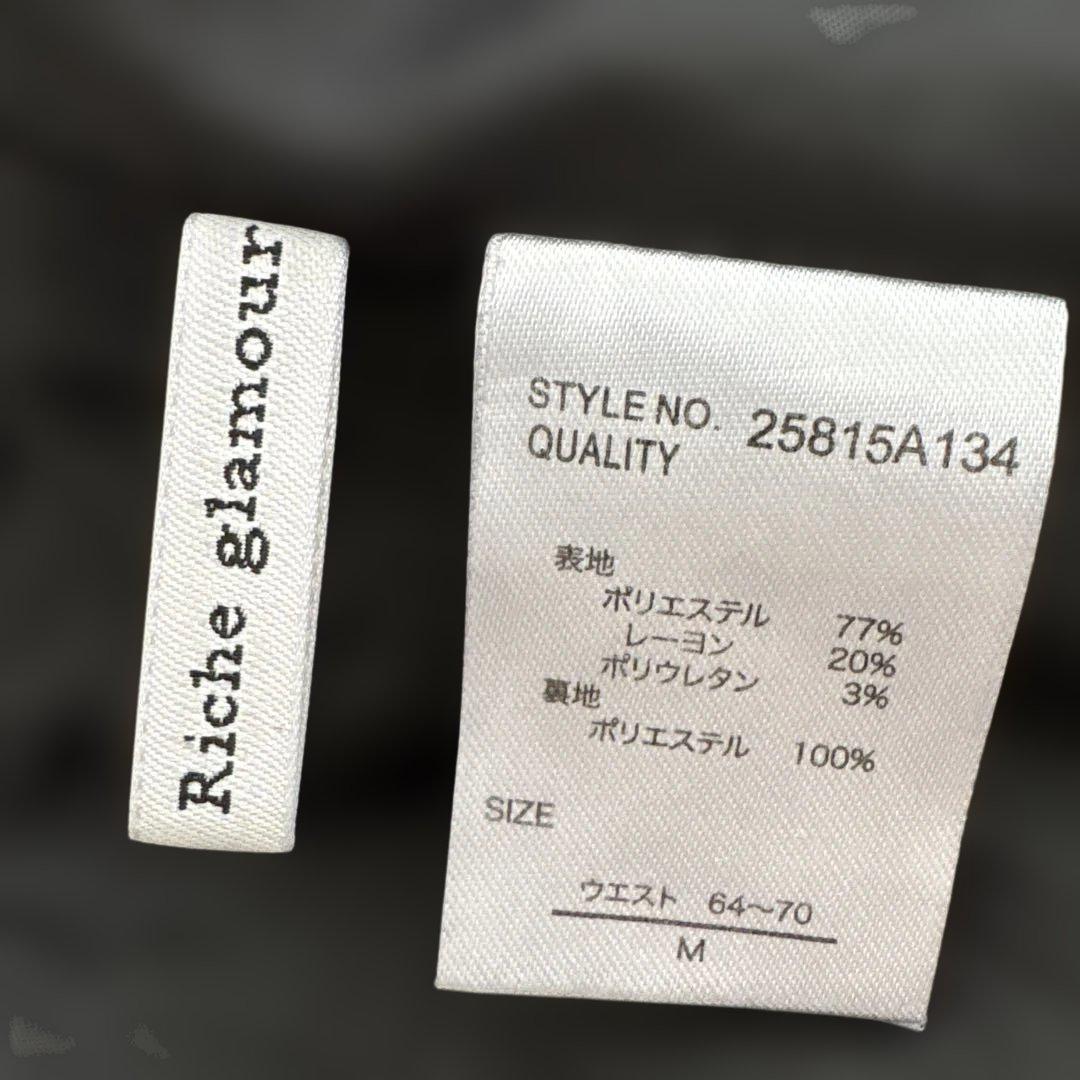 Riche glamour
STYLE NO. 25815A134
QUALITY
表地
ポリエステル 77%
レーヨン 20%
ポリウレタン 3%
裏地
ポリエステル 100%
SIZE
ウエスト 64〜70
M